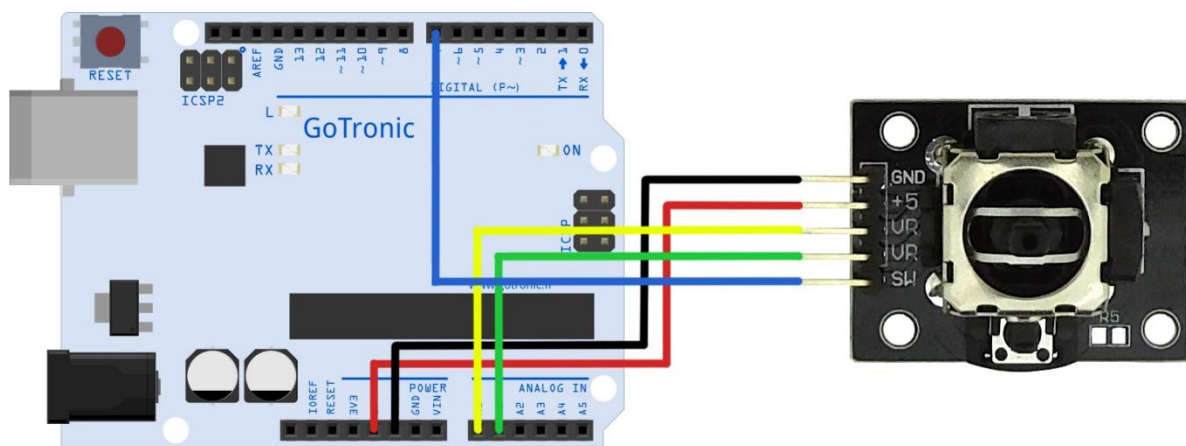 RESET
ICSP2
AREF
GND
13
12
~11
~10
~9
8
~6
~5
4
~3
2
TX→1
RX←0
DIGITAL (P~)
L
GoTronic
TX
RX
ON
GND
+5
VR
VR
SW
R5
IOREF
RESET
3V3
GND
VIN
POWER
ANALOG IN
A2
A3
A4
A5